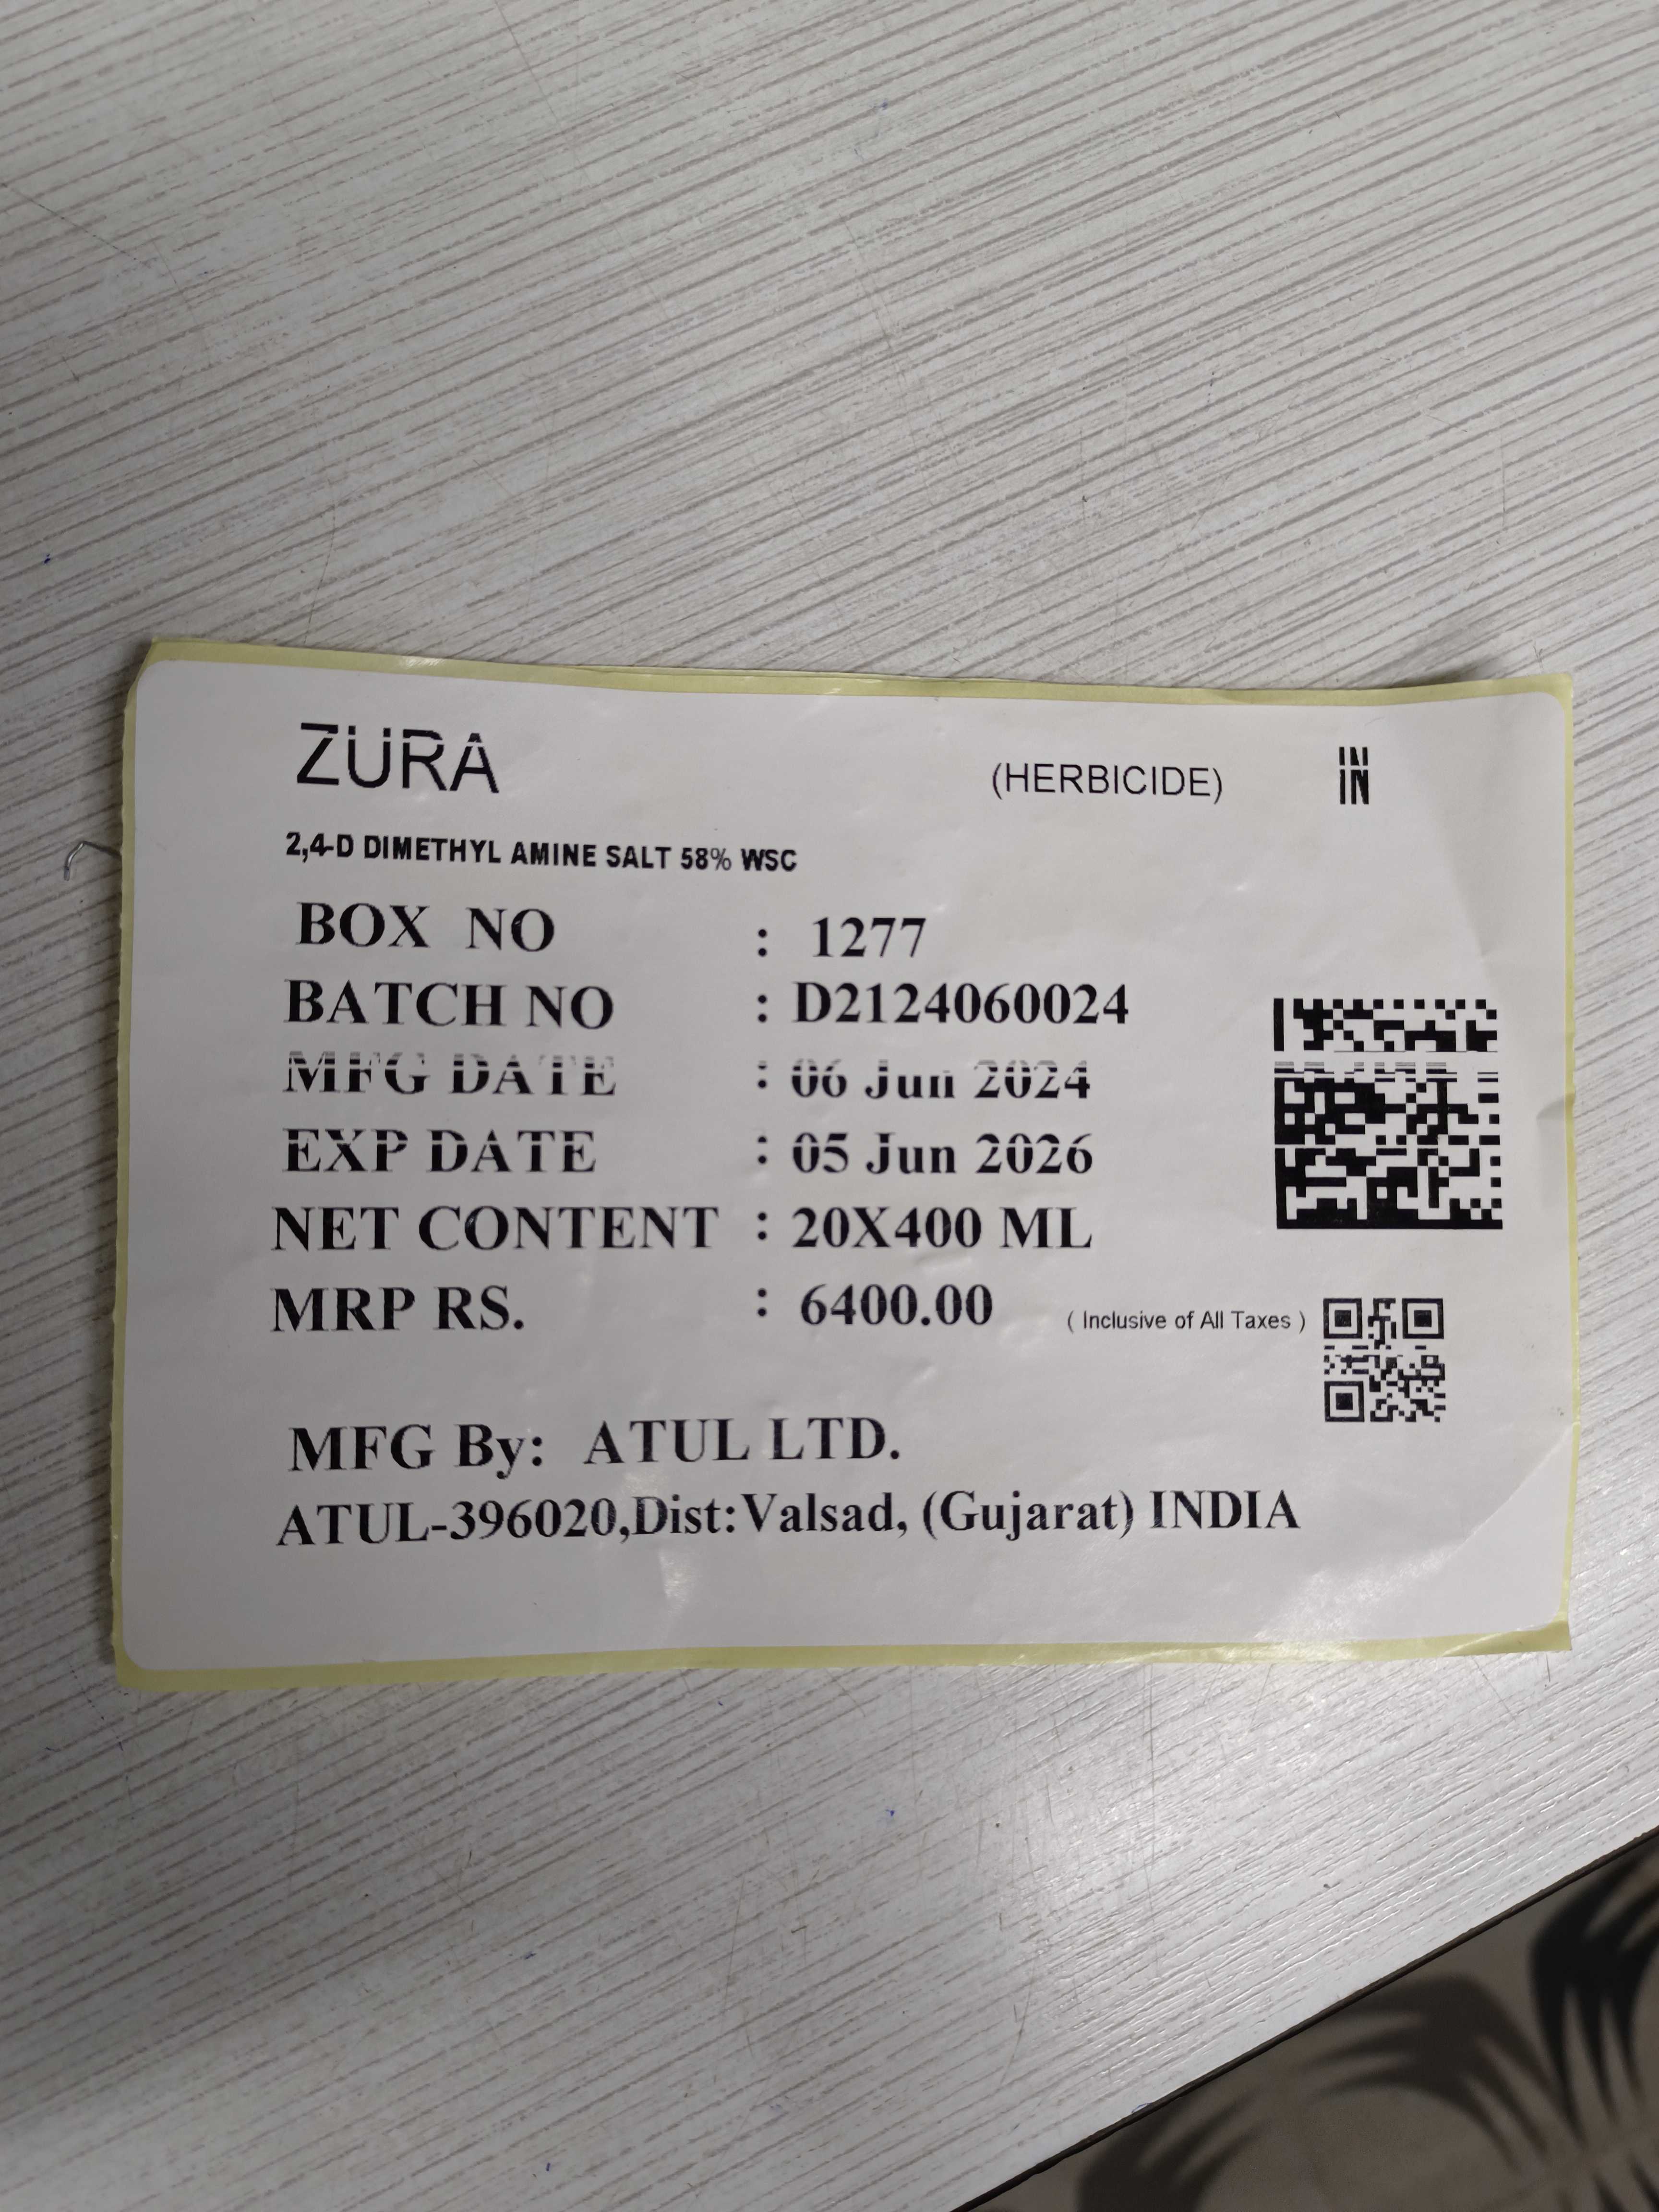 ZURA (HERBICIDE) IN
2,4-D DIMETHYL AMINE SALT 58% WSC
BOX NO : 1277
BATCH NO : D2124060024
MFG DATE : 06 Jun 2024
EXP DATE : 05 Jun 2026
NET CONTENT : 20X400 ML
MRP RS. : 6400.00 ( Inclusive of All Taxes )
MFG By: ATUL LTD.
ATUL-396020,Dist:Valsad, (Gujarat) INDIA